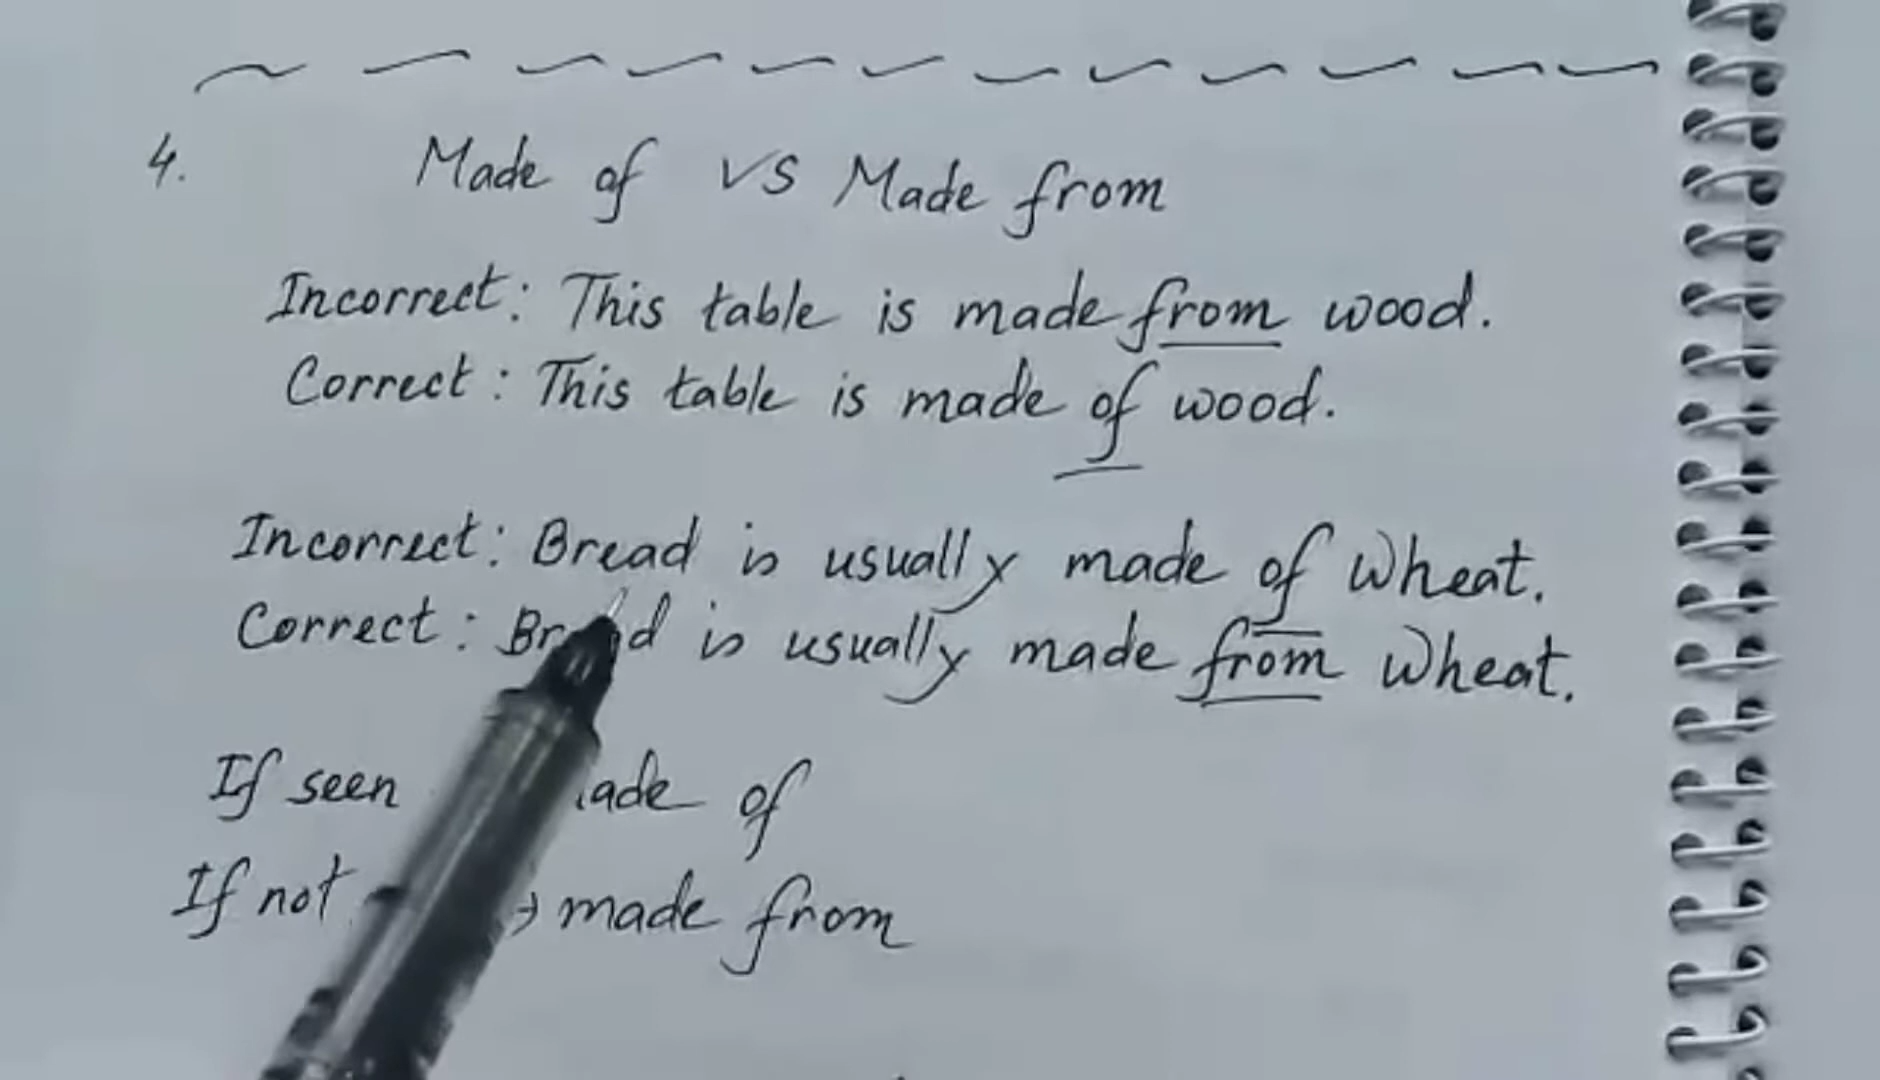 4. Made of VS Made from
Incorrect: This table is made from wood.
Correct: This table is made of wood.
Incorrect: Bread is usually made of wheat.
Correct: is usually made from wheat.
If seen of
If not made from